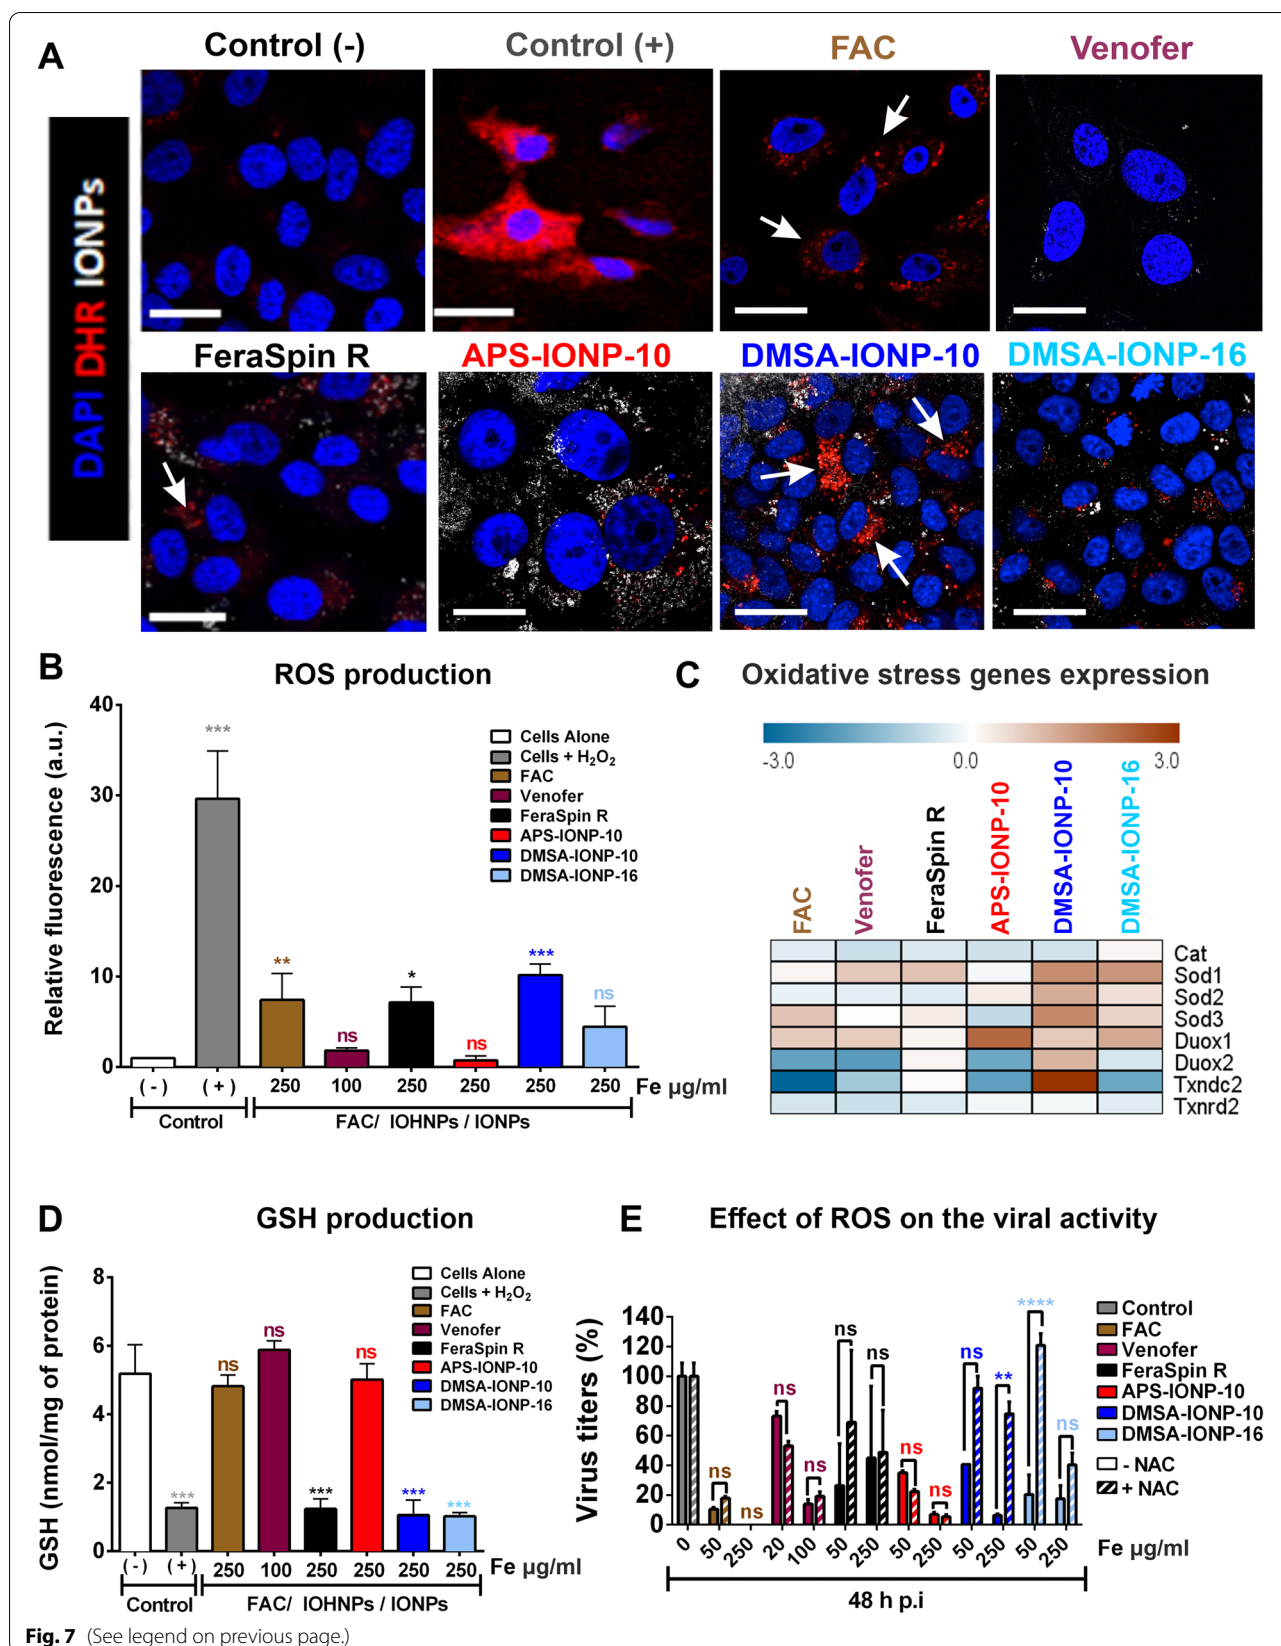 A
Control (-)
Control (+)
FAC
Venofer
DAPI DHR IONPs
FeraSpin R
APS-IONP-10
DMSA-IONP-10
DMSA-IONP-16
B
ROS production
Relative fluorescence (a.u.)
40
30
20
10
0
***
**
ns
*
ns
***
ns
Cells Alone
Cells + H₂O₂
FAC
Venofer
FeraSpin R
APS-IONP-10
DMSA-IONP-10
DMSA-IONP-16
(-) (+) 250 100 250 250 250 250 Fe µg/ml
Control
FAC/ IOHNPs / IONPs
C
Oxidative stress genes expression
-3.0 0.0 3.0
FAC
Venofer
FeraSpin R
APS-IONP-10
DMSA-IONP-10
DMSA-IONP-16
Cat
Sod1
Sod2
Sod3
Duox1
Duox2
Txndc2
Txnrd2
D
GSH production
GSH (nmol/mg of protein)
8
6
4
2
0
***
ns
ns
***
ns
***
***
Cells Alone
Cells + H₂O₂
FAC
Venofer
FeraSpin R
APS-IONP-10
DMSA-IONP-10
DMSA-IONP-16
(-) (+) 250 100 250 250 250 250 Fe µg/ml
Control
FAC/ IOHNPs / IONPs
E
Effect of ROS on the viral activity
Virus titers (%)
140
120
100
80
60
40
20
0
ns
ns
ns
ns
ns
ns
ns
ns
ns
**
****
ns
Control
FAC
Venofer
FeraSpin R
APS-IONP-10
DMSA-IONP-10
DMSA-IONP-16
- NAC
+ NAC
0 50 250 20 100 50 250 50 250 50 250 50 250 Fe µg/ml
48 h p.i
Fig. 7 (See legend on previous page.)